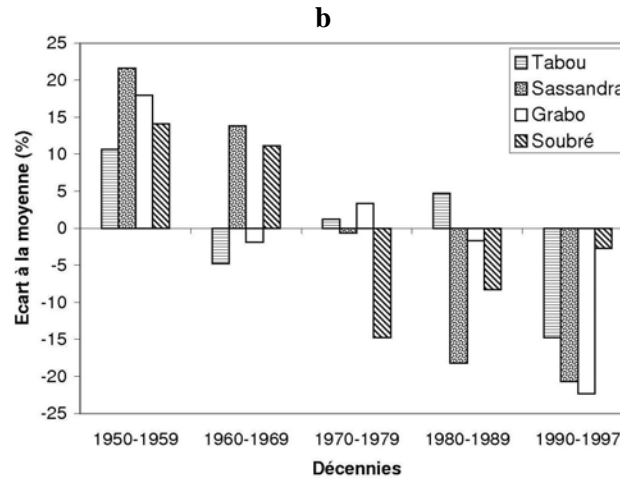 b
25
20
15
10
5
0
-5
-10
-15
-20
-25
Ecart à la moyenne (%)
Tabou
Sassandra
Grabo
Soubré
1950-1959 1960-1969 1970-1979 1980-1989 1990-1997
Décennies